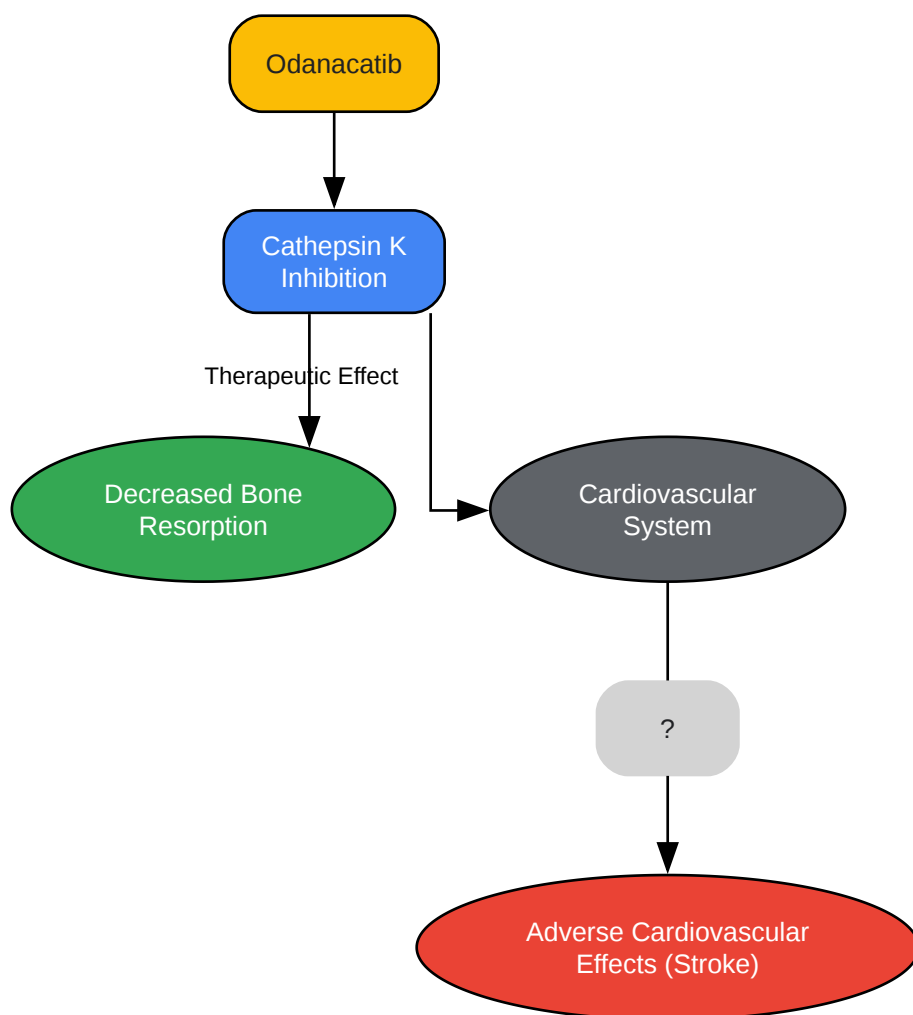 Odanacatib
Cathepsin K
Inhibition
Therapeutic Effect
Decreased Bone
Resorption
Cardiovascular
System
?
Adverse Cardiovascular
Effects (Stroke)